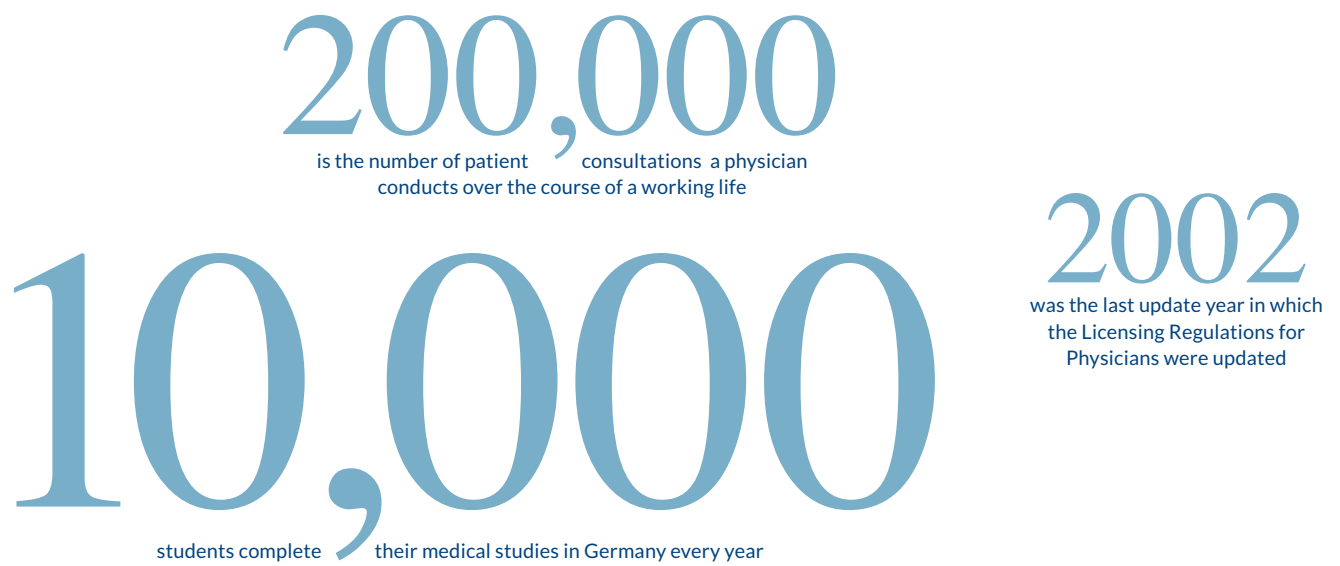 200,000
is the number of patient consultations a physician
conducts over the course of a working life
2002
was the last update year in which
the Licensing Regulations for
Physicians were updated
10,000
students complete their medical studies in Germany every year